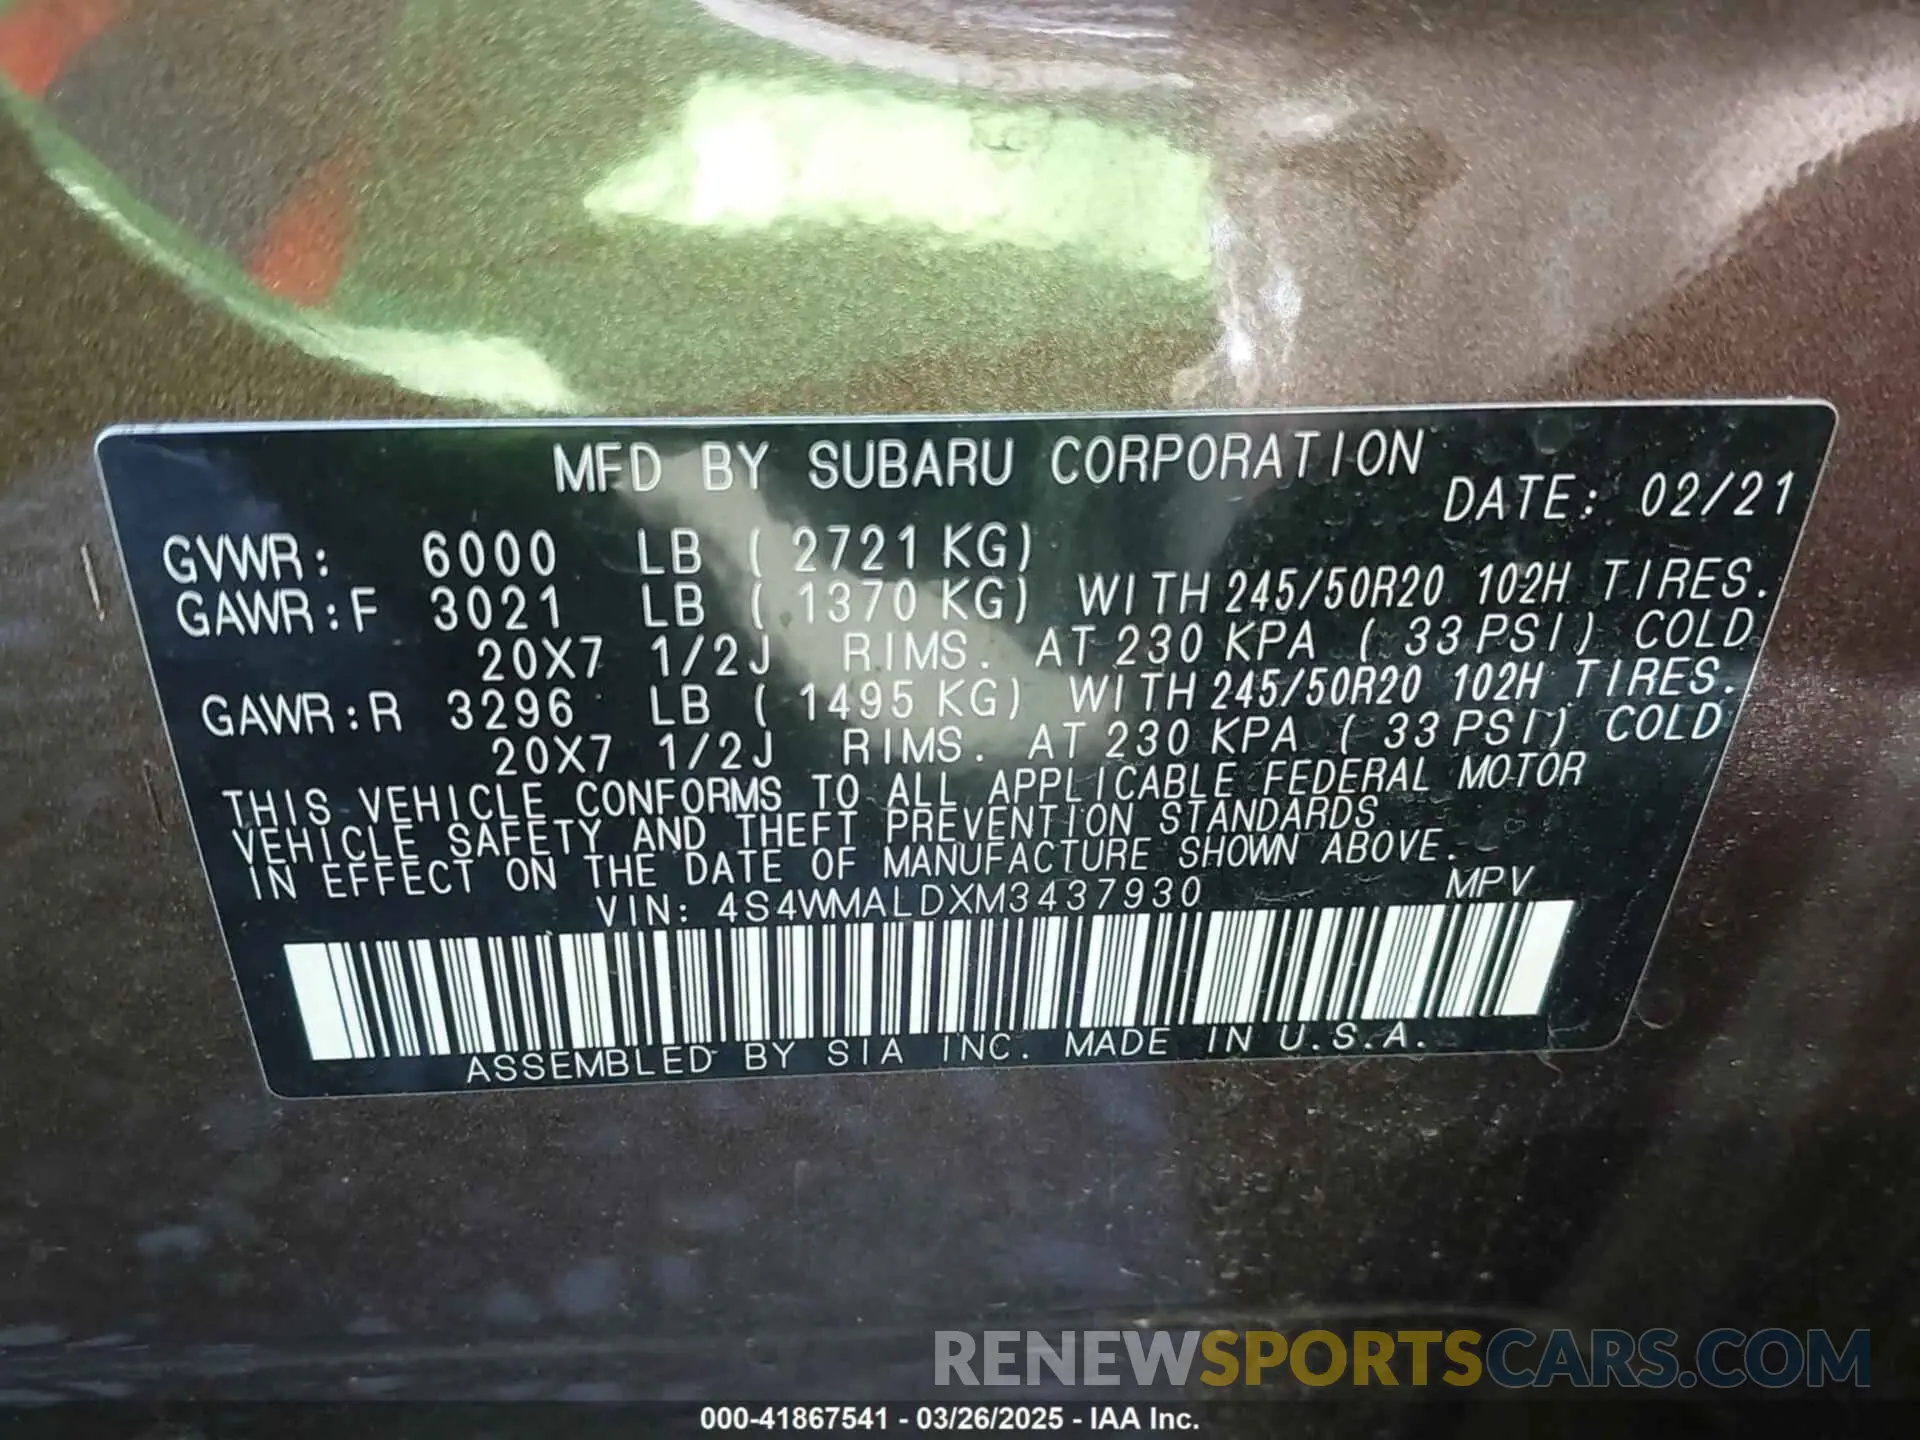 MFD BY SUBARU CORPORATION
DATE: 02/21
GVWR: 6000 LB ( 2721 KG)
GAWR:F 3021 LB ( 1370 KG) WITH 245/50R20 102H TIRES.
20X7 1/2J RIMS. AT 230 KPA ( 33 PSI) COLD
GAWR:R 3296 LB ( 1495 KG) WITH 245/50R20 102H TIRES.
20X7 1/2J RIMS. AT 230 KPA ( 33 PSI) COLD
THIS VEHICLE CONFORMS TO ALL APPLICABLE FEDERAL MOTOR
VEHICLE SAFETY AND THEFT PREVENTION STANDARDS
IN EFFECT ON THE DATE OF MANUFACTURE SHOWN ABOVE.
VIN: 4S4WMALDXM3437930 MPV
ASSEMBLED BY SIA INC. MADE IN U.S.A.
RENEWSPORTSCARS.COM
000-41867541 - 03/26/2025 - IAA Inc.